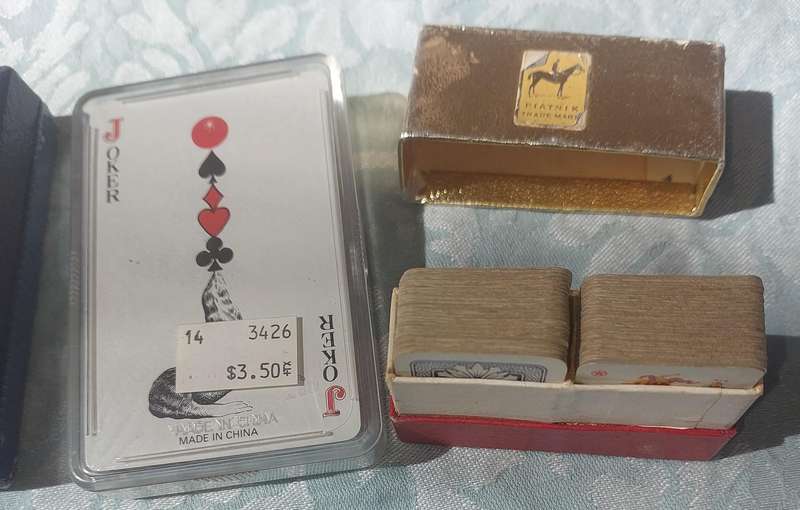 JOKER
14 3426
$3.50
JOKER
MADE IN CHINA
MADE IN CHINA
PIATNIK
TRADE MARK